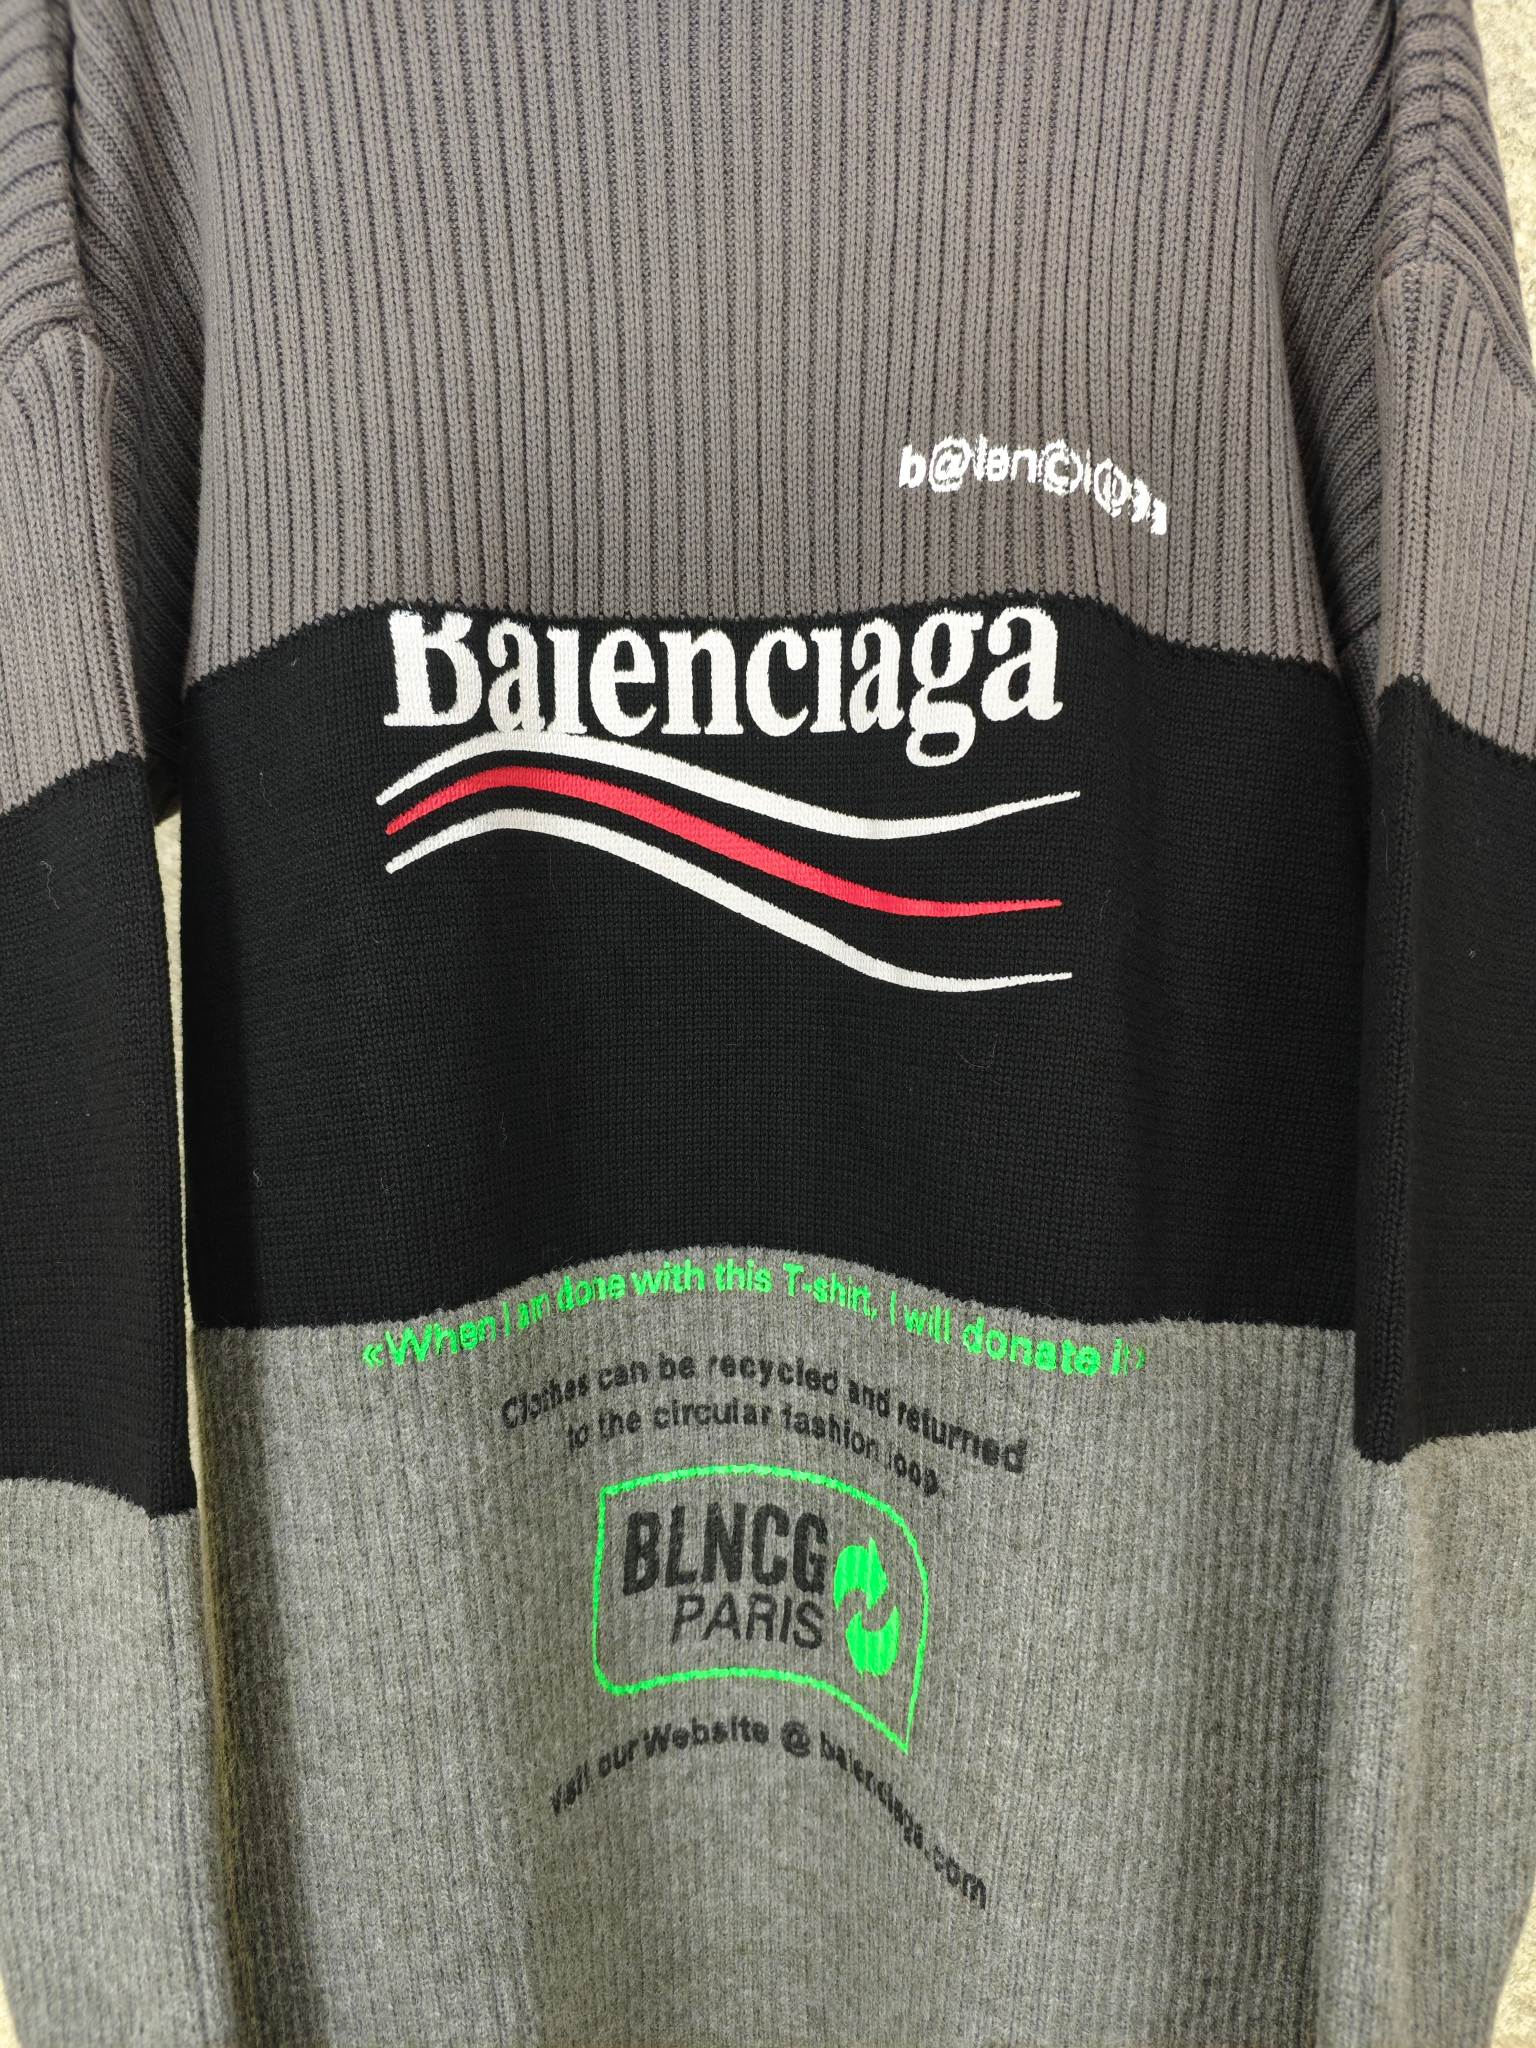 b@len©i@ga
Balenciaga
«When I am done with this T-shirt, I will donate it»
Clothes can be recycled and returned
to the circular fashion loop.
BLNCG
PARIS
Visit our Website @ balenciaga.com